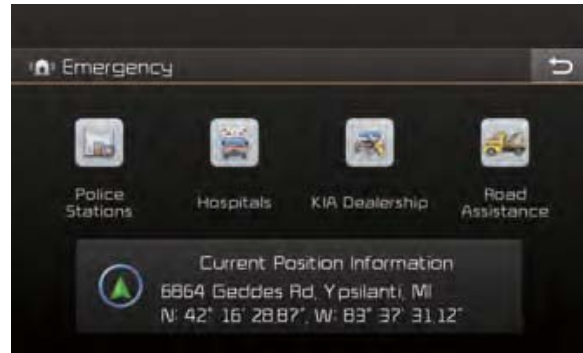 Emergency
Police
Stations
Hospitals
KIA Dealership
Road
Assistance
Current Position Information
6864 Geddes Rd, Ypsilanti, MI
N: 42° 16' 28.87", W: 83° 37' 31.12"